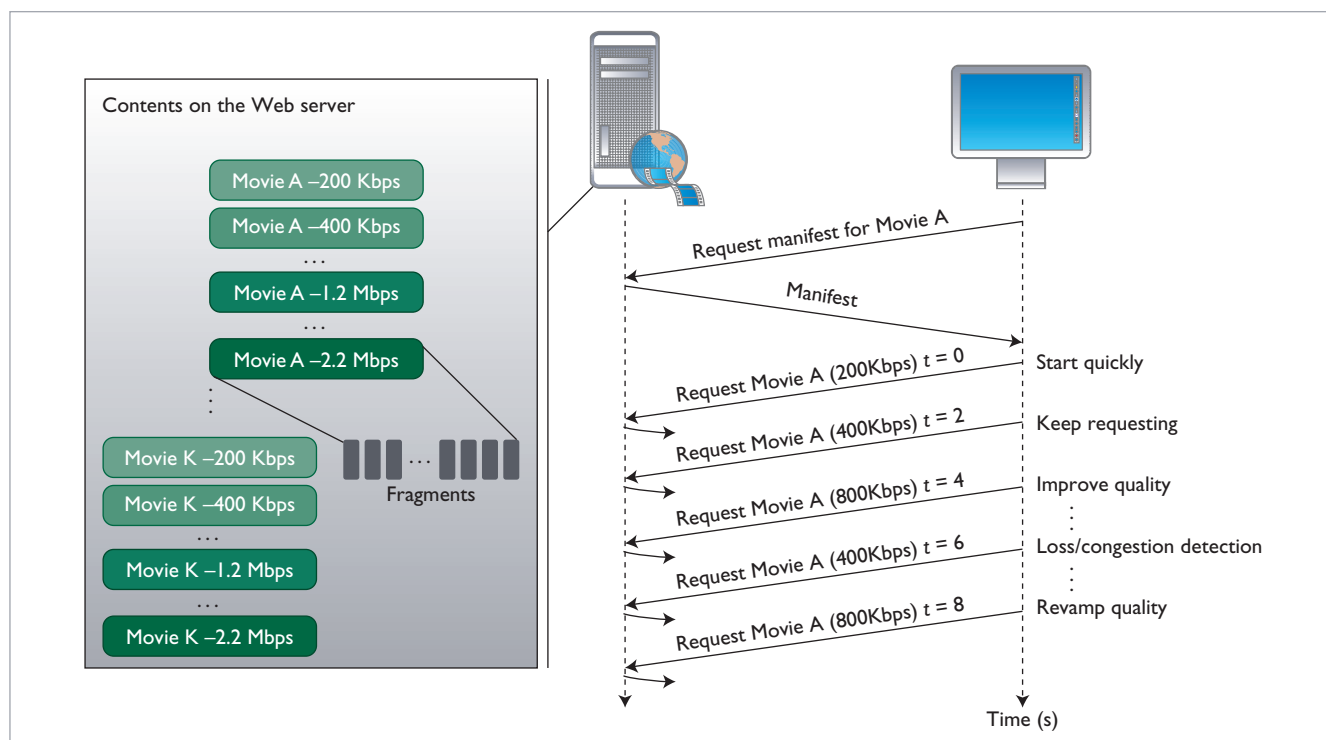 Contents on the Web server
Movie A –200 Kbps
Movie A –400 Kbps
...
Movie A –1.2 Mbps
...
Movie A –2.2 Mbps
...
Movie K –200 Kbps
Movie K –400 Kbps
...
Movie K –1.2 Mbps
...
Movie K –2.2 Mbps
...
Fragments
Request manifest for Movie A
Manifest
Request Movie A (200Kbps) t = 0
Start quickly
Request Movie A (400Kbps) t = 2
Keep requesting
Request Movie A (800Kbps) t = 4
Improve quality
Request Movie A (400Kbps) t = 6
Loss/congestion detection
Request Movie A (800Kbps) t = 8
Revamp quality
Time (s)